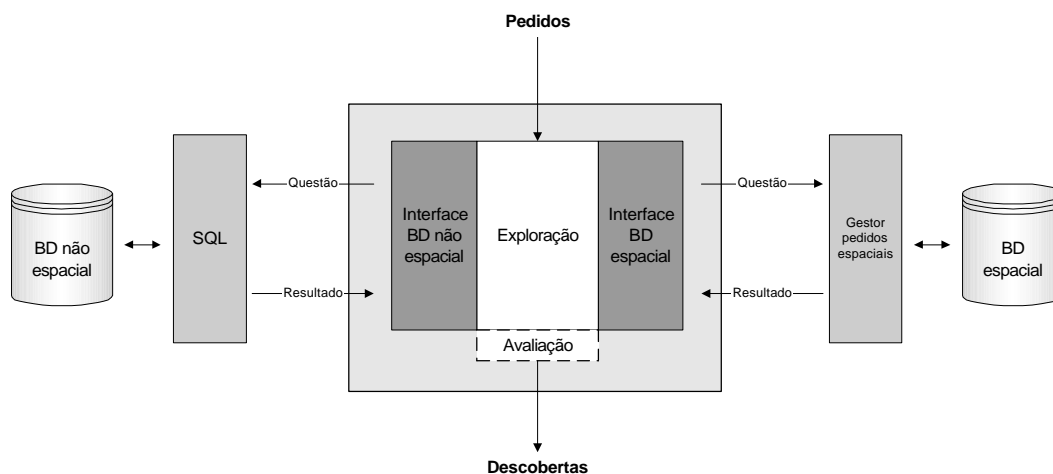 Pedidos
BD não
espacial
SQL
Questão
Resultado
Interface
BD não
espacial
Exploração
Interface
BD
espacial
Avaliação
Questão
Resultado
Gestor
pedidos
espaciais
BD
espacial
Descobertas